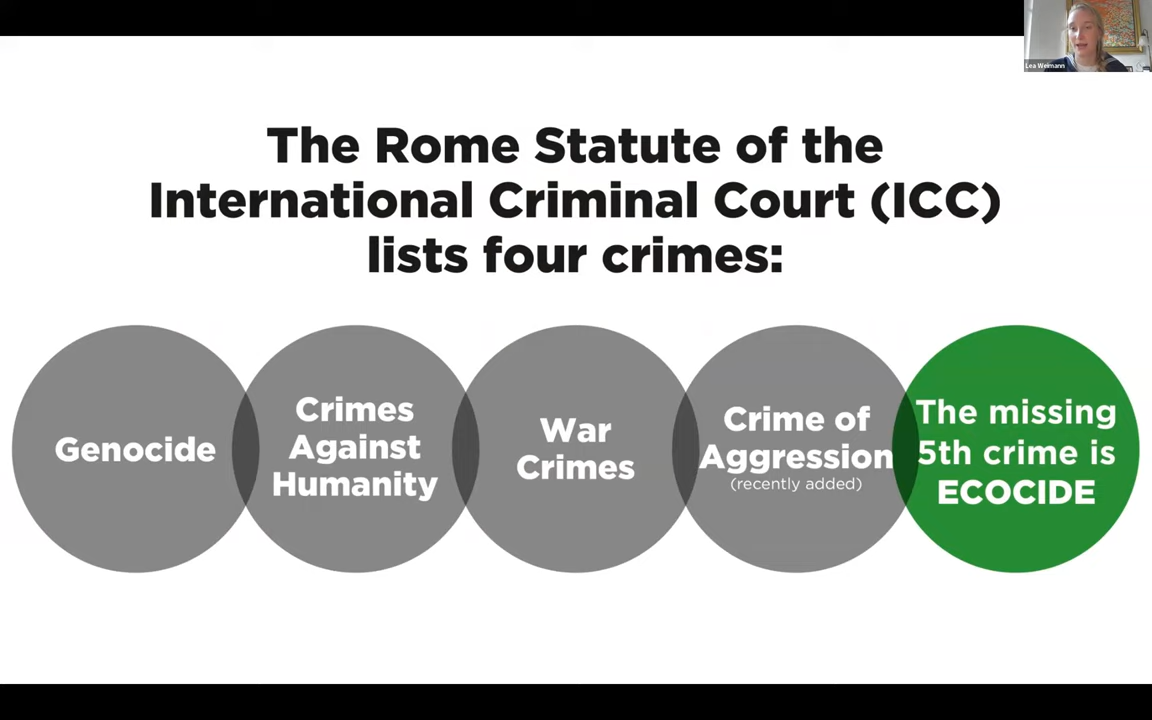 Lea Weimann
The Rome Statute of the
International Criminal Court (ICC)
lists four crimes:
Genocide
Crimes
Against
Humanity
War
Crimes
Crime of
Aggression
(recently added)
The missing
5th crime is
ECOCIDE